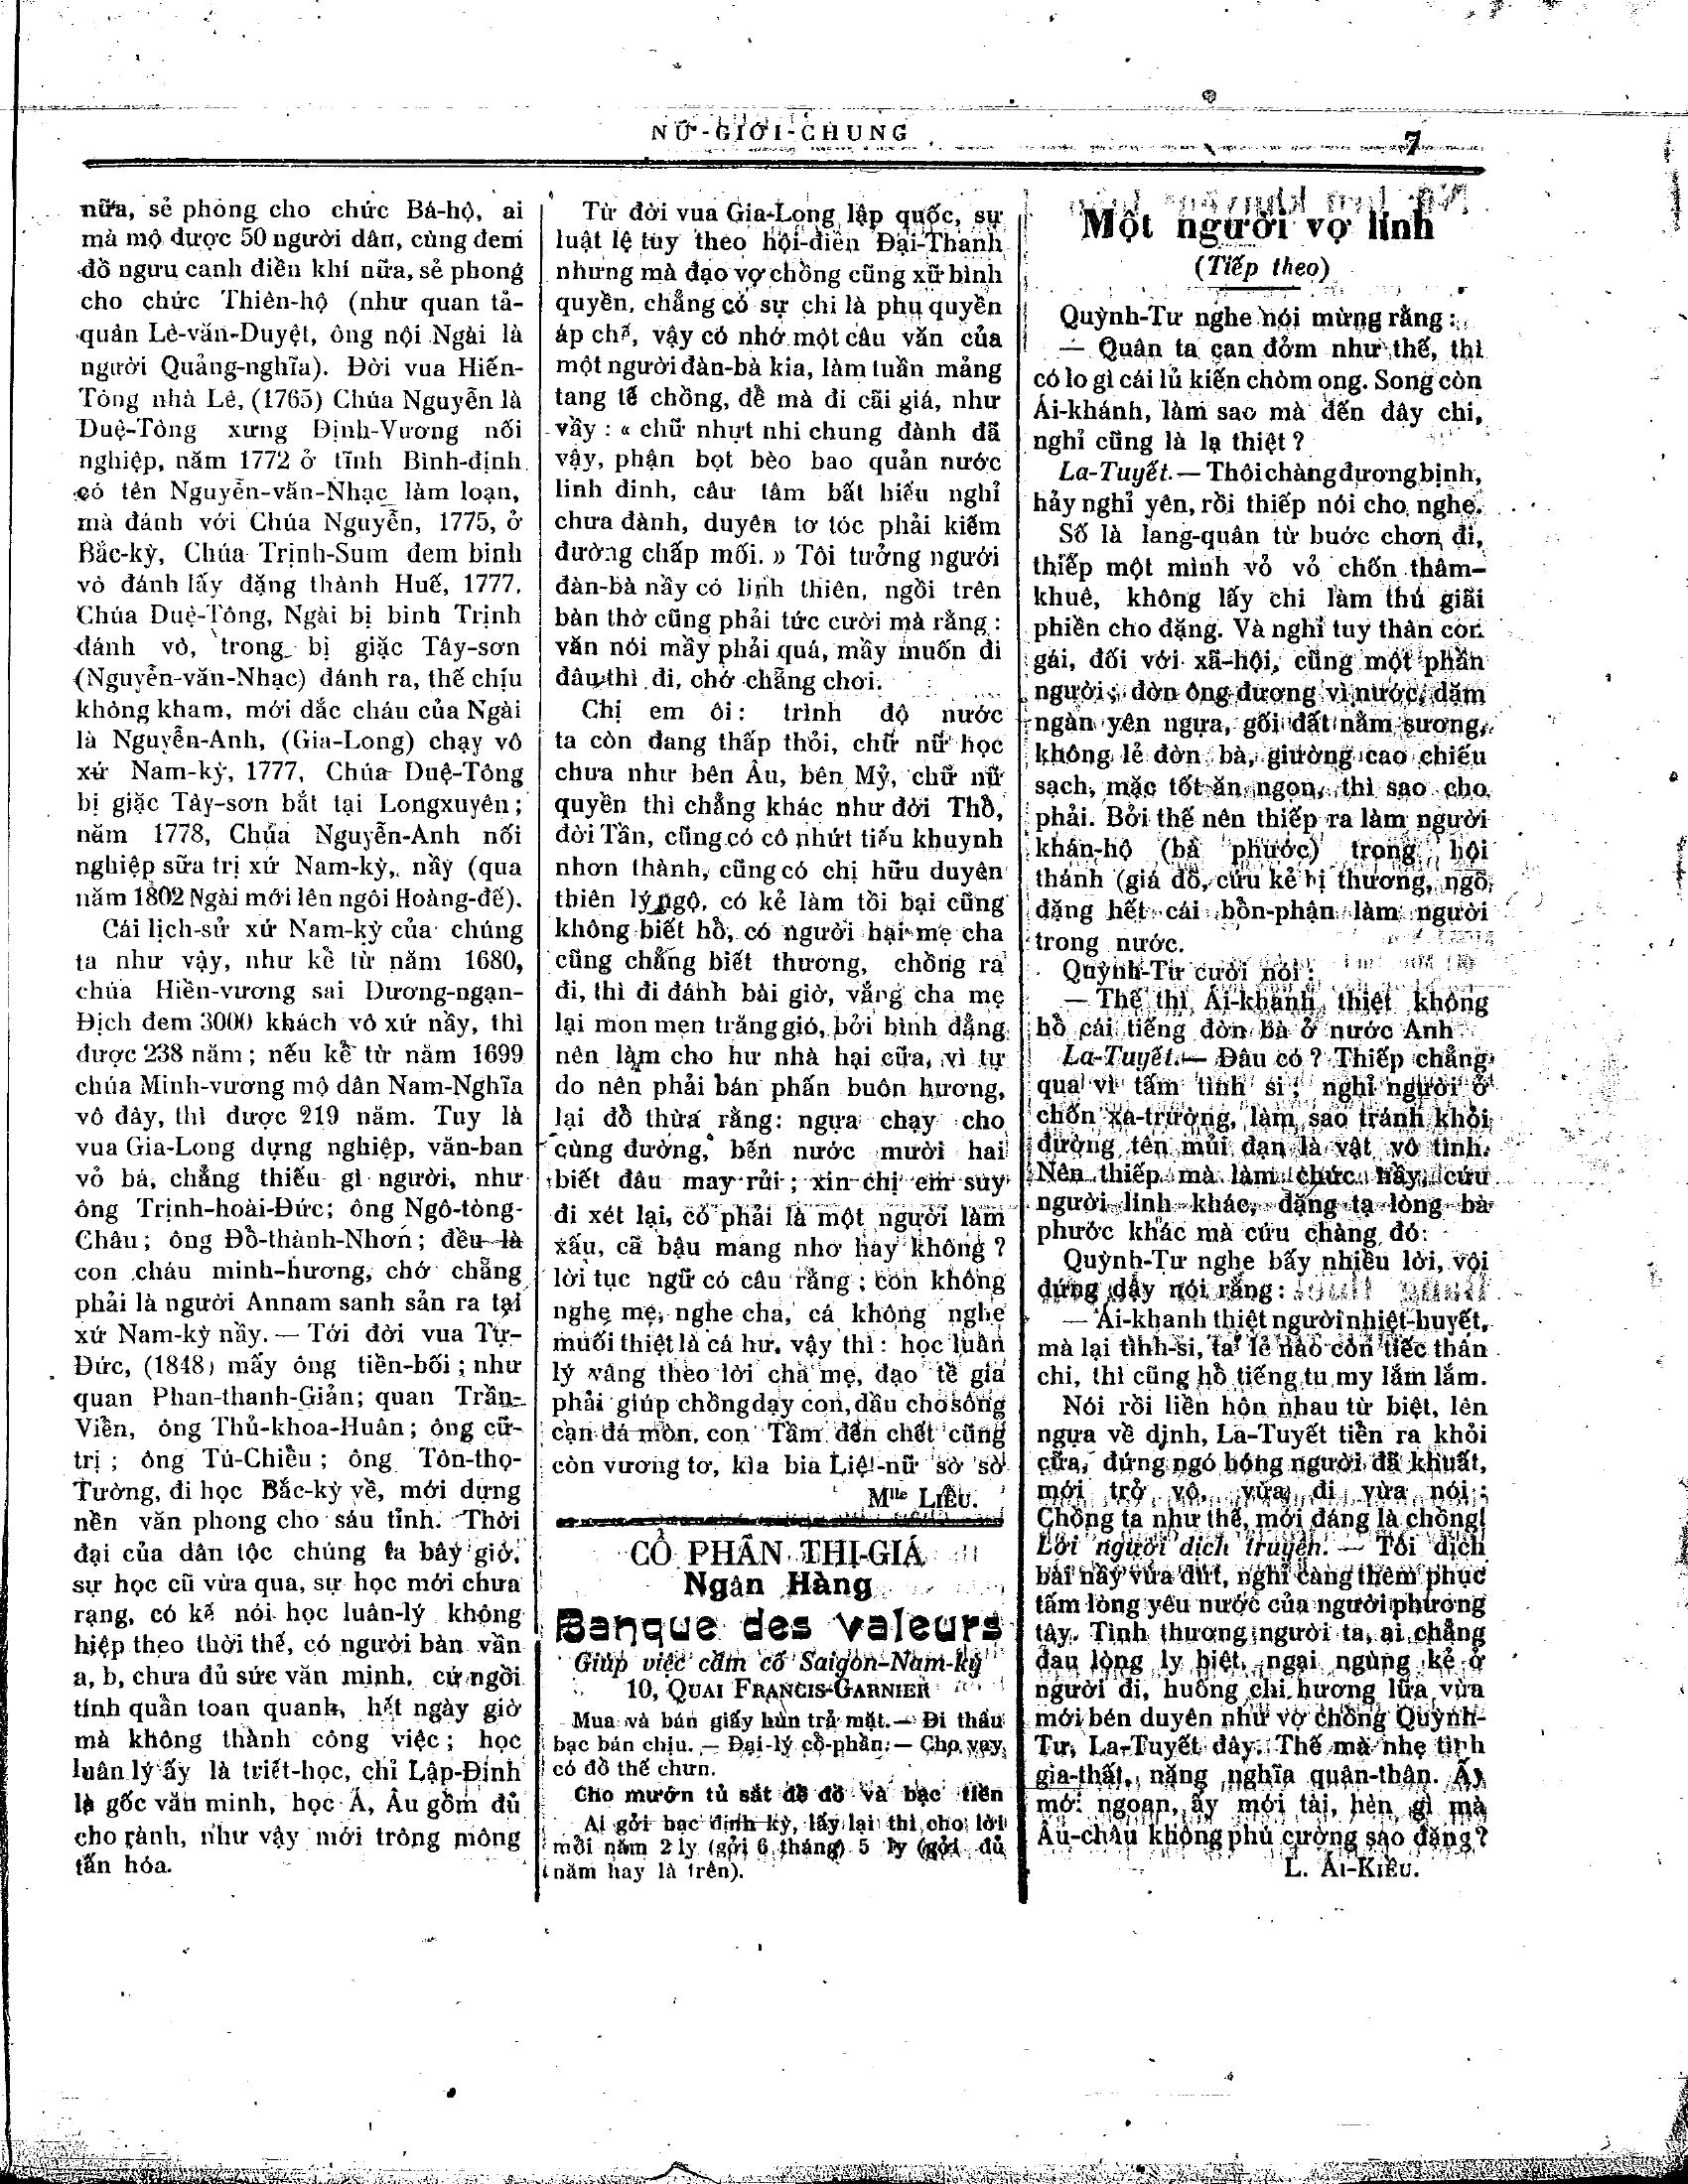 NỮ-GIỚI-CHUNG
7
nữa, sẻ phong cho chức Bá-hộ, ai
mà mộ được 50 người dân, cùng đem
đồ ngưu canh điền khí nữa, sẻ phong
cho chức Thiên-hộ (như quan tả-
quân Lê-văn-Duyệt, ông nội Ngài là
người Quảng-nghĩa). Đời vua Hiến-
Tông nhà Lê, (1765) Chúa Nguyễn là
Duệ-Tông xưng Định-Vương nối
nghiệp, năm 1772 ở tĩnh Bình-định
có tên Nguyễn-văn-Nhạc làm loạn,
mà đánh với Chúa Nguyễn, 1775, ở
Bắc-kỳ, Chúa Trịnh-Sum đem binh
vô đánh lấy đặng thành Huế, 1777,
Chúa Duệ-Tông, Ngài bị binh Trịnh
đánh vô, trong bị giặc Tây-sơn
(Nguyễn-văn-Nhạc) đánh ra, thế chịu
không kham, mới dắc cháu của Ngài
là Nguyễn-Anh, (Gia-Long) chạy vô
xứ Nam-kỳ, 1777, Chúa Duệ-Tông
bị giặc Tây-sơn bắt tại Longxuyên;
năm 1778, Chúa Nguyễn-Anh nối
nghiệp sữa trị xứ Nam-kỳ, nầy (qua
năm 1802 Ngài mới lên ngôi Hoàng-đế).
Cái lịch-sử xứ Nam-kỳ của chúng
ta như vậy, như kể từ năm 1680,
chúa Hiền-vương sai Dương-ngạn-
Địch đem 3000 khách vô xứ nầy, thì
được 238 năm; nếu kể từ năm 1699
chúa Minh-vương mộ dân Nam-Nghĩa
vô đây, thì được 219 năm. Tuy là
vua Gia-Long dựng nghiệp, văn-ban
võ bá, chẳng thiếu gì người, như
ông Trịnh-hoài-Đức; ông Ngô-tòng-
Châu; ông Đỗ-thành-Nhơn; đều là
con cháu minh-hương, chớ chẵng
phải là người Annam sanh sản ra tại
xứ Nam-kỳ nầy. — Tới đời vua Tự-
Đức, (1848) mấy ông tiền-bối; như
quan Phan-thanh-Giản; quan Trần-
Viễn, ông Thủ-khoa-Huân; ông cữ-
trị; ông Tú-Chiểu; ông Tôn-thọ-
Tường, đi học Bắc-kỳ về, mới dựng
nền văn phong cho sáu tỉnh. Thời
đại của dân tộc chúng ta bây giờ,
sự học cũ vừa qua, sự học mới chưa
rạng, có kẻ nói học luân-lý không
hiệp theo thời thế, có người bàn vần
a, b, chưa đủ sức văn minh, cứ ngồi
tính quẩn toan quanh, hết ngày giờ
mà không thành công việc; học
luân lý ấy là triết-học, chỉ Lập-Đinh
là gốc văn minh, học Á, Âu gồm đủ
cho rành, như vậy mới trông mông
tấn hóa.
Từ đời vua Gia-Long lập quốc, sự
luật lệ tùy theo hội-điển Đại-Thanh
nhưng mà đạo vợ chồng cũng xữ bình
quyền, chẳng có sự chi là phụ quyền
áp chế, vậy có nhớ một câu văn của
một người đàn-bà kia, làm tuần mảng
tang tế chồng, để mà đi cãi giá, như
vầy: « chữ nhựt nhi chung đành đã
vậy, phận bọt bèo bao quản nước
linh đinh, câu tâm bất hiếu nghỉ
chưa đành, duyên tơ tóc phải kiếm
đường chấp mối. » Tôi tưởng người
đàn-bà nầy có linh thiên, ngồi trên
bàn thờ cũng phải tức cười mà rằng:
văn nói mầy phải quá, mầy muốn đi
đâu thì đi, chớ chẵng chơi.
Chị em ôi: trình độ nước
ta còn đang thấp thỏi, chữ nữ học
chưa như bên Âu, bên Mỷ, chữ nữ
quyền thì chẳng khác như đời Thồ,
đời Tần, cũng có cô nhứt tiếu khuynh
nhơn thành, cũng có chị hữu duyên
thiên lý ngộ, có kẻ làm tồi bại cũng
không biết hồ, có người hại mẹ cha
cũng chẳng biết thương, chồng ra
đi, thì đi đánh bài giờ, vắng cha mẹ
lại mon men trăng gió, bởi bình đẳng
nên làm cho hư nhà hại cữa, vì tự
do nên phải bán phấn buôn hương,
lại đồ thừa rằng: ngựa chạy cho
cùng đường, bến nước mười hai
biết đâu may rủi; xin chị em suy
đi xét lại, có phải là một người làm
xấu, cã bậu mang nhơ hay không?
lời tục ngữ có câu rằng; con không
nghe mẹ, nghe cha, cá không nghe
muối thiệt là cá hư, vậy thì: học luân
lý vâng theo lời cha mẹ, đạo tề gia
phải giúp chồng dạy con, dầu cho sông
cạn đá mòn, con Tằm đến chết cũng
còn vương tơ, kìa bia Liệt-nữ sờ sờ
Mlle LIỄU.
CỔ PHẦN THỊ-GIÁ
Ngân Hàng
Banque des valeurs
Giúp việc cầm cố Saigon-Nam-kỳ
10, QUAI FRANCIS-GARNIER
Mua và bán giấy hùn trả mặt. — Đi thâu
bạc bán chịu. — Đại-lý cổ-phần. — Cho vay
có đồ thế chưn.
Cho mướn tủ sắt để đồ và bạc tiền
Ai gởi bạc định kỳ, lấy lại thì cho lời
mỗi năm 2 ly (gởi 6 tháng) 5 ly (gởi đủ
năm hay là trên).
Một người vợ lính
(Tiếp theo)
Quỳnh-Tư nghe nói mừng rằng:
— Quân ta can đởm như thế, thì
có lo gì cái lủ kiến chòm ong. Song còn
Ái-khánh, làm sao mà đến đây chi,
nghỉ cũng là lạ thiệt?
La-Tuyết. — Thôi chàng đương bịnh,
hảy nghỉ yên, rồi thiếp nói cho nghe.
Số là lang-quân từ buớc chơn đi,
thiếp một mình vỏ vỏ chốn thâm-
khuê, không lấy chi làm thú giãi
phiền cho đặng. Và nghỉ tuy thân con
gái, đối với xã-hội, cũng một phần
người; đờn ông đương vì nước, dặm
ngàn yên ngựa, gối đất nằm sương,
không lẻ đờn bà, giường cao chiếu
sạch, mặc tốt ăn ngon, thì sao cho
phải. Bởi thế nên thiếp ra làm người
khán-hộ (bà phước) trong hội
thánh giá đỏ, cứu kẻ bị thương, ngõ
đặng hết cái bổn-phận làm người
trong nước.
Quỳnh-Tư cười nói:
— Thế thì Ái-khanh thiệt không
hổ cái tiếng đờn bà ở nước Anh
La-Tuyết. — Đâu có? Thiếp chẳng
qua vì tấm tình si; nghỉ người ở
chốn xa-trường, làm sao tránh khỏi
đường tên mủi đạn là vật vô tình.
Nên thiếp mà làm chức nầy, cứu
người lính khác, đặng tạ lòng bà
phước khác mà cứu chàng đó:
Quỳnh-Tư nghe bấy nhiều lời, vội
đứng dậy nói rằng:
— Ái-khanh thiệt người nhiệt-huyết,
mà lại tình-si, ta lẻ nào còn tiếc thân
chi, thì cũng hổ tiếng tu my lắm lắm.
Nói rồi liền hôn nhau từ biệt, lên
ngựa về dinh, La-Tuyết tiễn ra khỏi
cữa, đứng ngó bóng người đã khuất,
mới trở vô, vừa đi vừa nói:
Chồng ta như thế, mới đáng là chồng!
Lời người dịch truyện. — Tôi dịch
bài nầy vừa dứt, nghỉ càng thêm phục
tấm lòng yêu nước của người phương
tây. Tình thương người ta, ai chẳng
đau lòng ly biệt, ngại ngùng kẻ ở
người đi, huống chi hương lữa vừa
mới bén duyên như vợ chồng Quỳnh-
Tư, La-Tuyết đây. Thế mà nhẹ tình
gia-thất, nặng nghĩa quân-thân. Ấy
mới ngoan, ấy mới tài, hèn gì mà
Âu-châu không phú cường sao đặng?
L. ÁI-KIỀU.